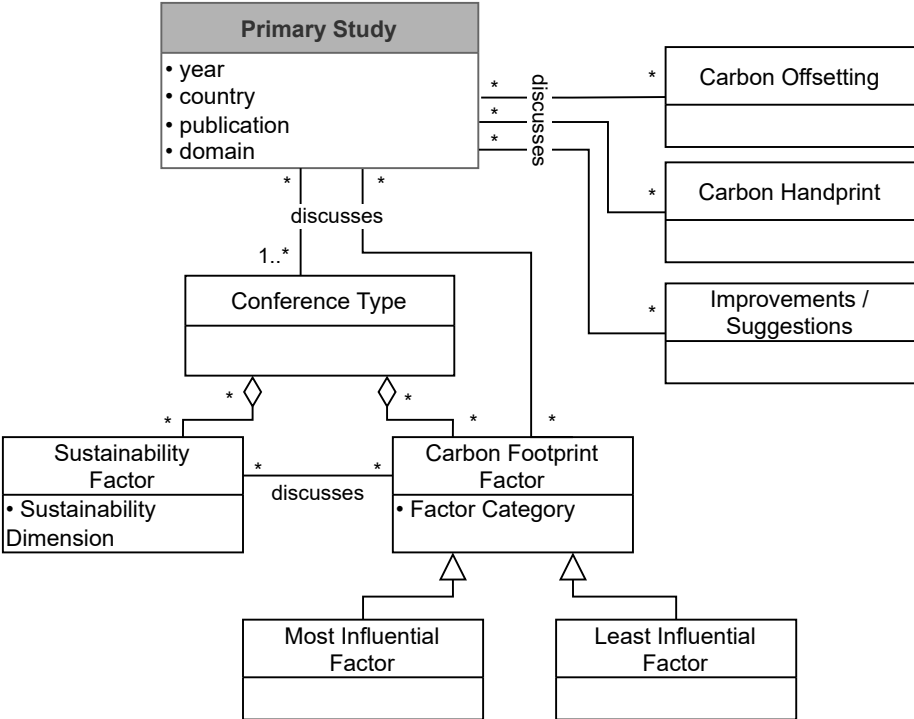 Primary Study
• year
• country
• publication
• domain
*
*
*
discusses
*
Carbon Offsetting
*
Carbon Handprint
*
Improvements /
Suggestions
*
*
discusses
1..*
Conference Type
*
*
*
*
*
Sustainability
Factor
• Sustainability
Dimension
*
*
discusses
Carbon Footprint
Factor
• Factor Category
Most Influential
Factor
Least Influential
Factor